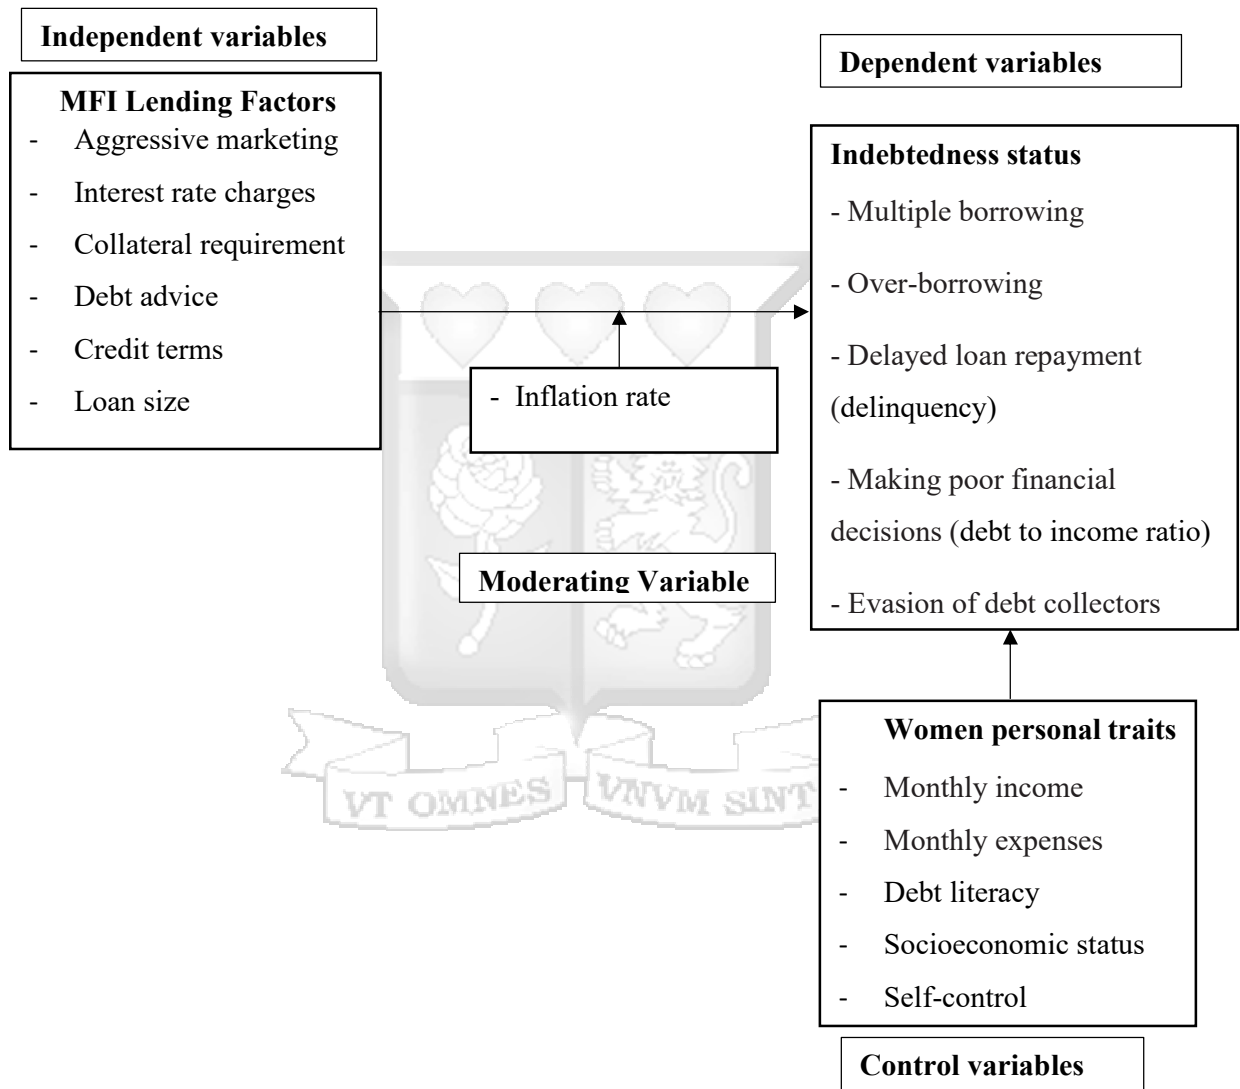 Independent variables
MFI Lending Factors
- Aggressive marketing
- Interest rate charges
- Collateral requirement
- Debt advice
- Credit terms
- Loan size
- Inflation rate
Moderating Variable
Dependent variables
Indebtedness status
- Multiple borrowing
- Over-borrowing
- Delayed loan repayment
(delinquency)
- Making poor financial
decisions (debt to income ratio)
- Evasion of debt collectors
Women personal traits
- Monthly income
- Monthly expenses
- Debt literacy
- Socioeconomic status
- Self-control
Control variables
VT OMNES VNVM SINT